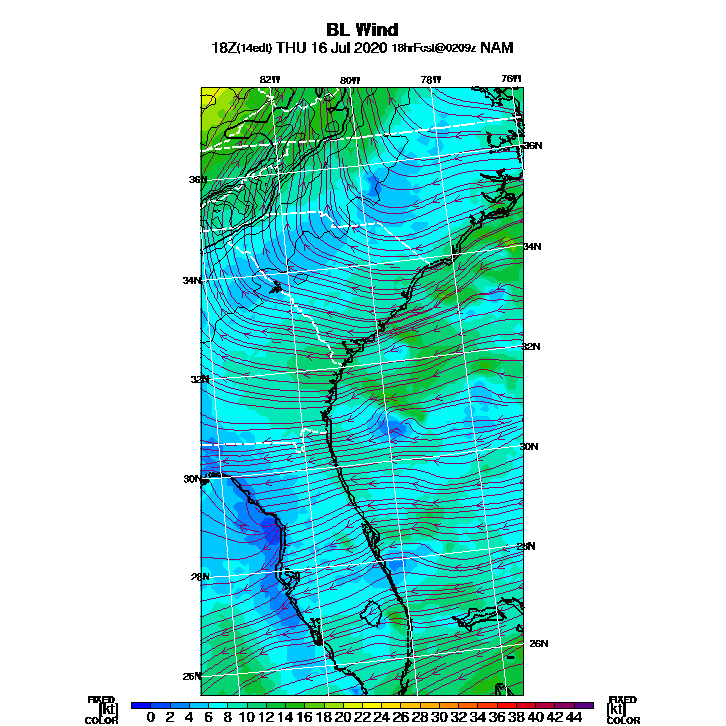 BL Wind
18Z(14edt) THU 16 Jul 2020 18hrFcst@0209z NAM
82W 80W 78W 76W
36N
36N
34N
34N
32N
32N
30N
30N
28N
28N
26N
26N
FIXED FIXED
[kt] 0 2 4 6 8 10 12 14 16 18 20 22 24 26 28 30 32 34 36 38 40 42 44 [kt]
COLOR COLOR